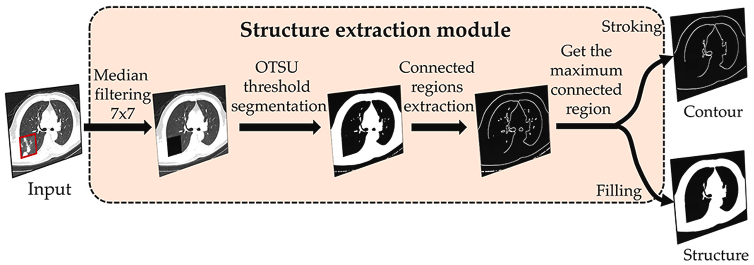 Structure extraction module
Median
filtering
7x7
OTSU
threshold
segmentation
Connected
regions
extraction
Get the
maximum
connected
region
Stroking
Filling
Input
Contour
Structure